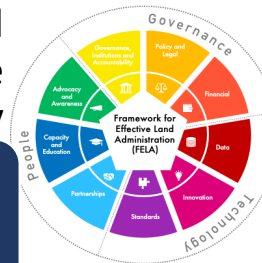 Governance
Governance,
Institutions and
Accountability
Policy and
Legal
Advocacy
and
Awareness
Financial
Framework for
Effective Land
Administration
(FELA)
Capacity
and
Education
Data
People
Partnerships
Innovation
Standards
Technology